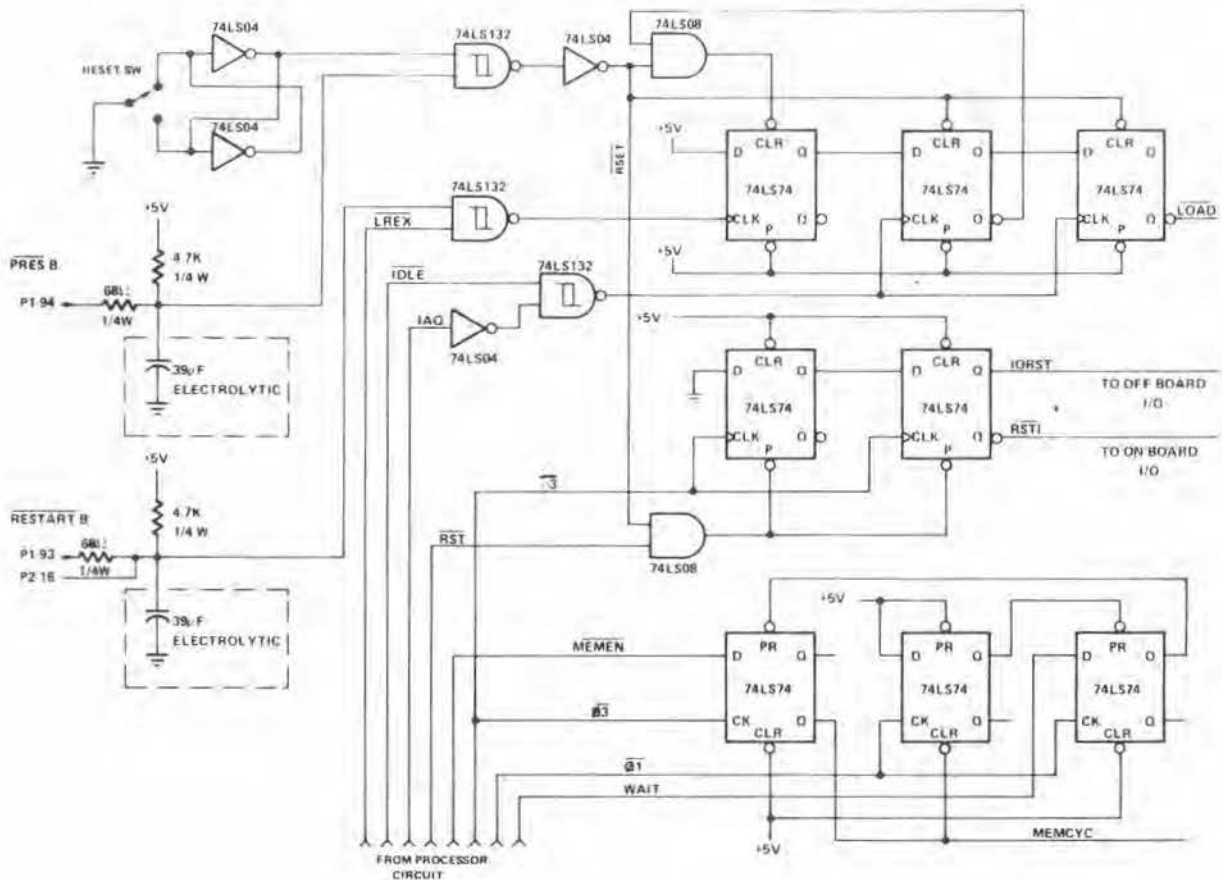 74LS04
74LS132
74LS04
74LS08
RESET SW
74LS04
+5V
D CLR Q
74LS74
CLK Q
P
D CLR Q
74LS74
Q
P
D CLR Q
74LS74
CLK Q
P
LOAD
RSET
+5V
74LS132
LREX
+5V
4.7K
1/4 W
PRES B
P1 94
68Ω
1/4W
39μF
ELECTROLYTIC
IDLE
74LS132
IAQ
74LS04
+5V
D CLR Q
74LS74
CLK Q
P
D CLR Q
74LS74
CLK Q
P
IORST
TO OFF BOARD
I/O
RSTI
TO ON BOARD
I/O
+5V
4.7K
1/4 W
RESTART B
P1 93
68Ω
P2 16
1/4W
39μF
ELECTROLYTIC
RST
74LS08
+5V
MEMEN
D PR Q
74LS74
CK Q
CLR
D PR Q
74LS74
CK Q
CLR
D PR Q
74LS74
CK Q
CLR
Ø3
Ø1
WAIT
+5V
MEMCYC
FROM PROCESSOR
CIRCUIT